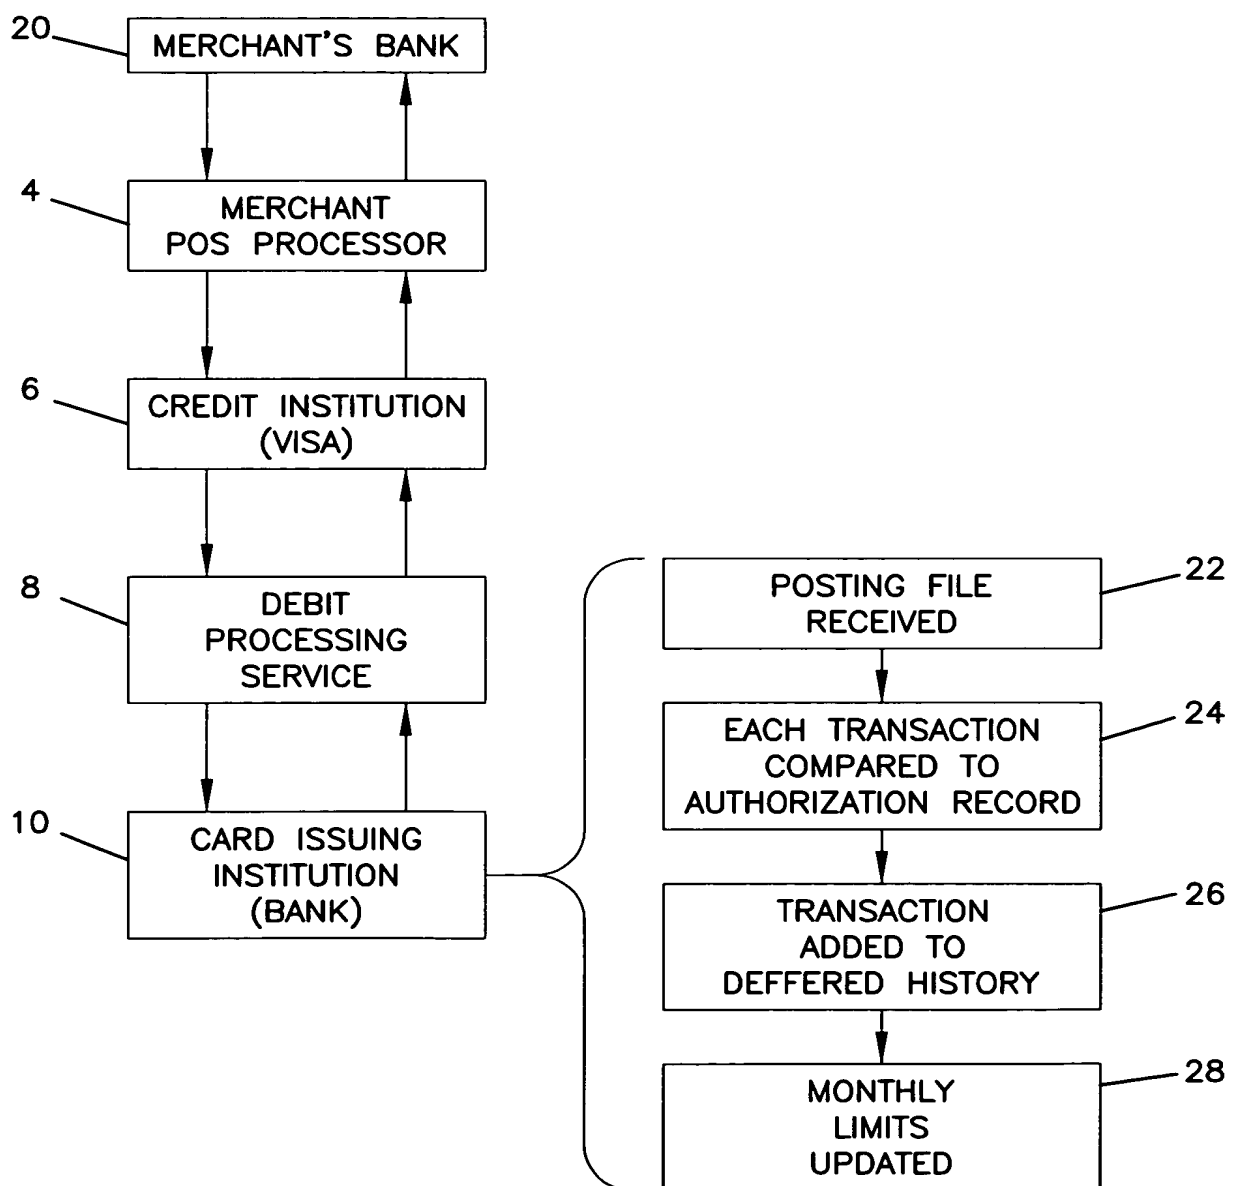 20
MERCHANT'S BANK
4
MERCHANT
POS PROCESSOR
6
CREDIT INSTITUTION
(VISA)
8
DEBIT
PROCESSING
SERVICE
10
CARD ISSUING
INSTITUTION
(BANK)
POSTING FILE
RECEIVED
22
EACH TRANSACTION
COMPARED TO
AUTHORIZATION RECORD
24
TRANSACTION
ADDED TO
DEFFERED HISTORY
26
MONTHLY
LIMITS
UPDATED
28